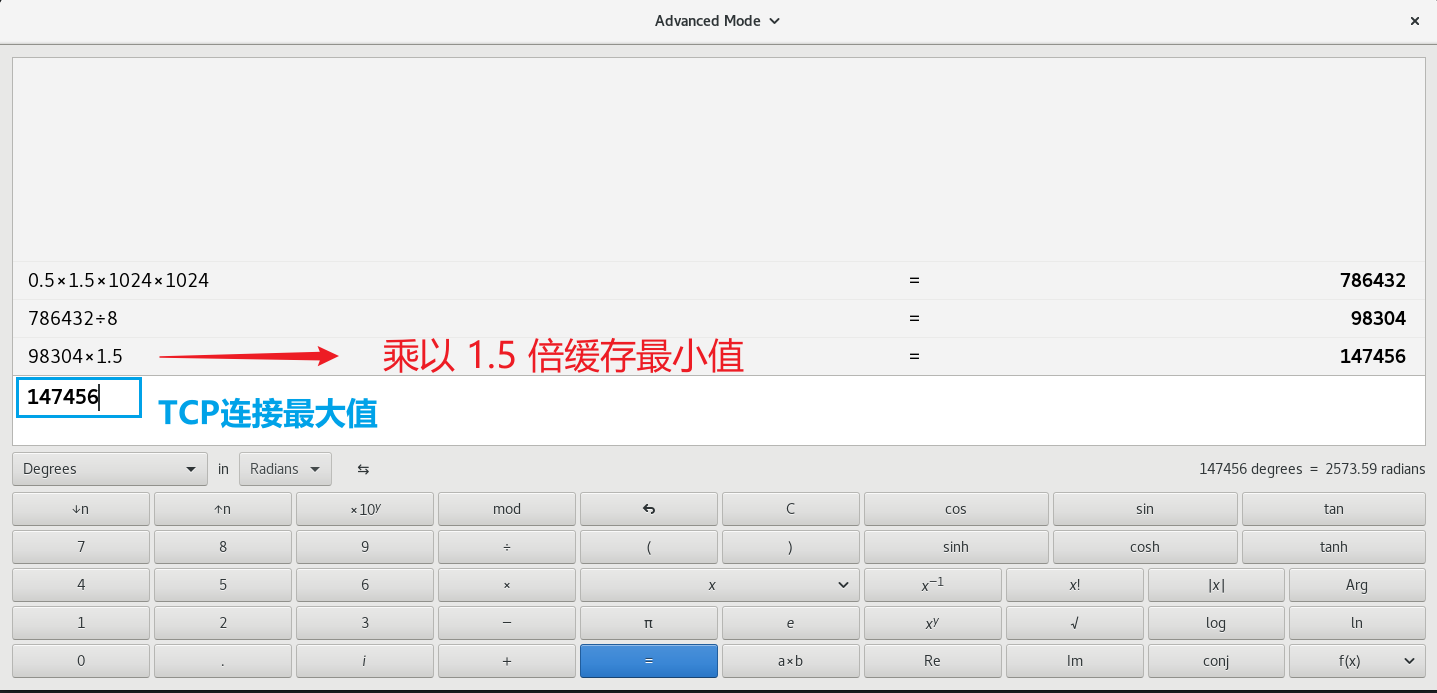 Advanced Mode
0.5×1.5×1024×1024 = 786432
786432÷8 = 98304
98304×1.5 乘以 1.5 倍缓存最小值 = 147456
147456 TCP连接最大值
Degrees in Radians ⇆ 147456 degrees = 2573.59 radians
↓n ↑n ×10^y mod C cos sin tan
7 8 9 ÷ ( ) sinh cosh tanh
4 5 6 × x x⁻¹ x! |x| Arg
1 2 3 − π e x^y √ log ln
0 . i + = a×b Re Im conj f(x)